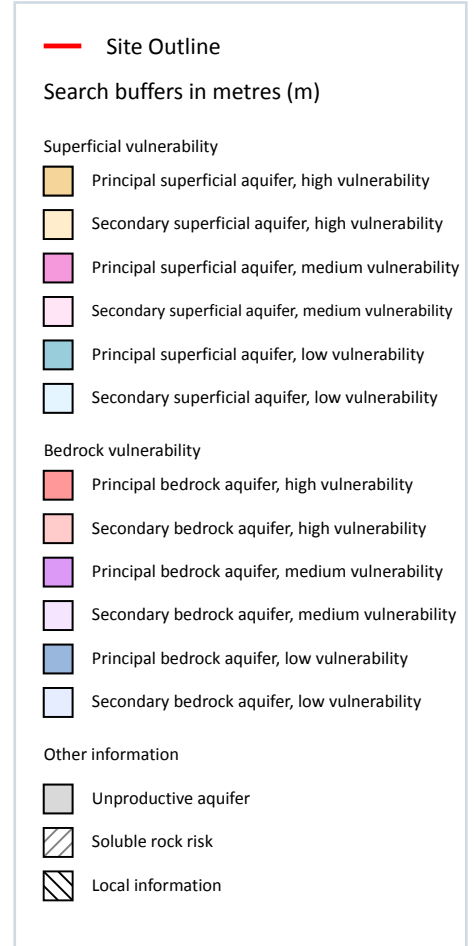 Site Outline
Search buffers in metres (m)
Superficial vulnerability
Principal superficial aquifer, high vulnerability
Secondary superficial aquifer, high vulnerability
Principal superficial aquifer, medium vulnerability
Secondary superficial aquifer, medium vulnerability
Principal superficial aquifer, low vulnerability
Secondary superficial aquifer, low vulnerability
Bedrock vulnerability
Principal bedrock aquifer, high vulnerability
Secondary bedrock aquifer, high vulnerability
Principal bedrock aquifer, medium vulnerability
Secondary bedrock aquifer, medium vulnerability
Principal bedrock aquifer, low vulnerability
Secondary bedrock aquifer, low vulnerability
Other information
Unproductive aquifer
Soluble rock risk
Local information